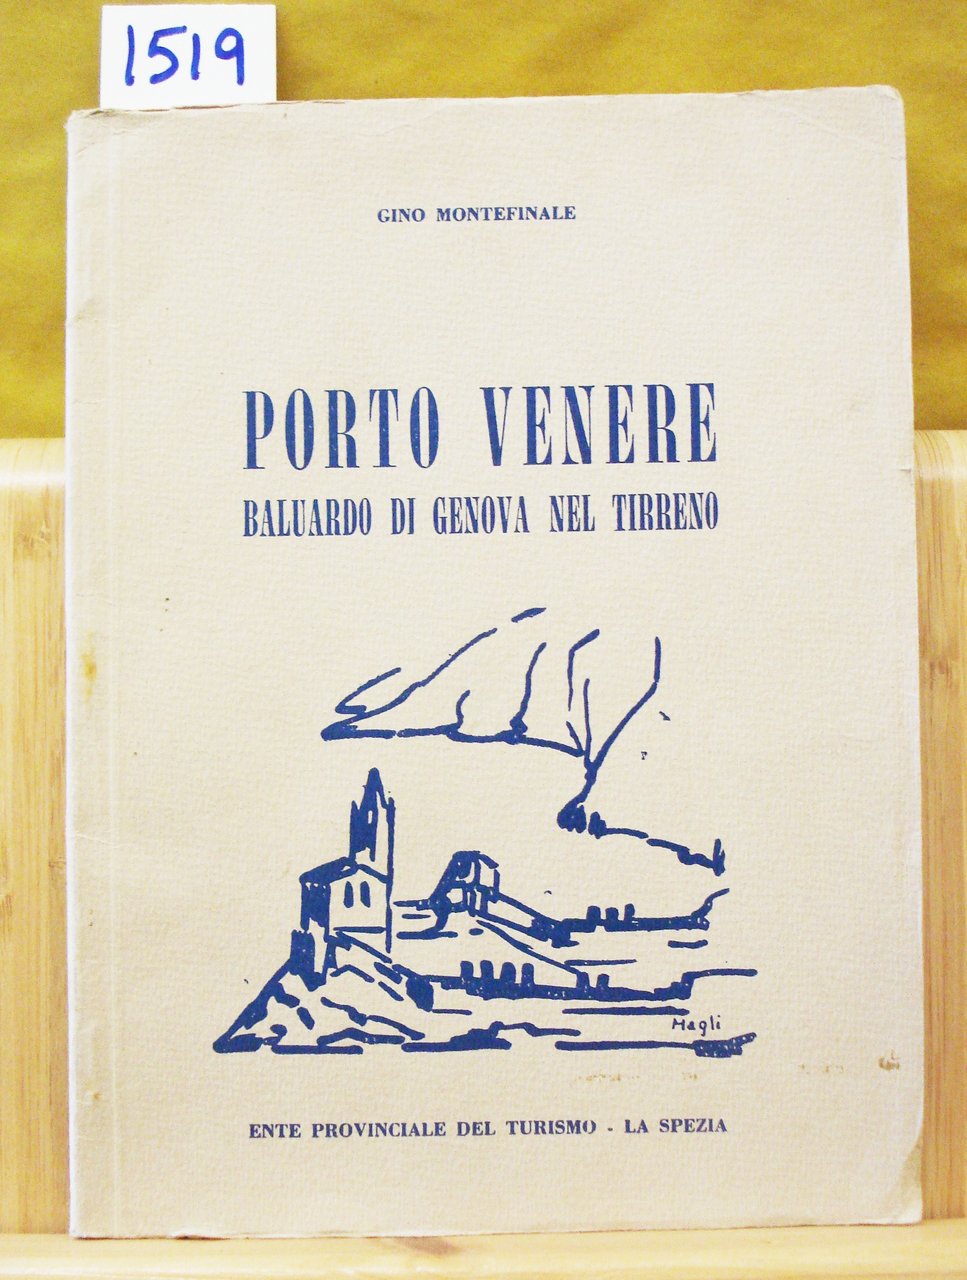 1519
GINO MONTEFINALE
PORTO VENERE
BALUARDO DI GENOVA NEL TIRRENO
Magli
ENTE PROVINCIALE DEL TURISMO - LA SPEZIA